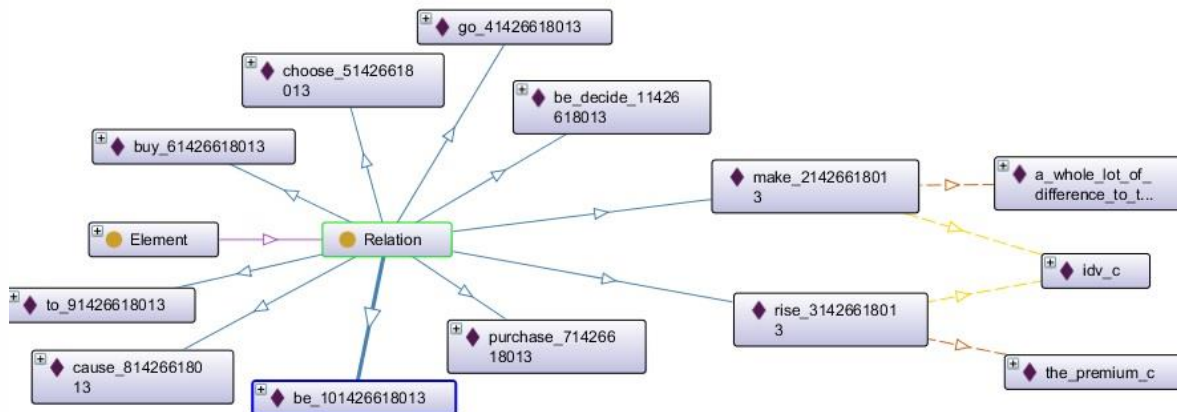 go_41426618013
choose_51426618
013
be_decide_11426
618013
buy_61426618013
make_2142661801
3
a_whole_lot_of_
difference_to_t...
Element
Relation
idv_c
to_91426618013
rise_3142661801
3
purchase_714266
18013
cause_814266180
13
the_premium_c
be_101426618013